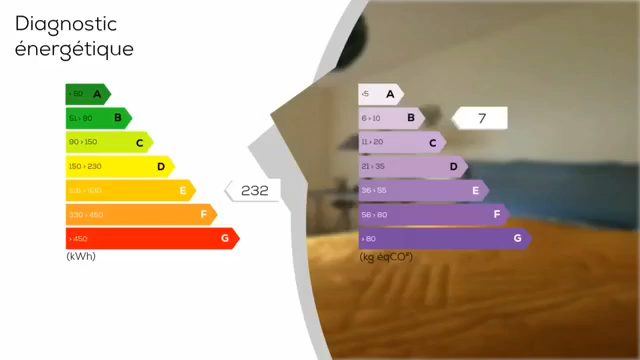 Diagnostic
énergétique
A
51 > 90 B
90 > 150 C
150 > 230 D
E
232
330 > 450 F
> 450 G
(kWh)
<5 A
6 > 10 B
7
11 > 20 C
21 > 35 D
36 > 55 E
56 > 80 F
> 80 G
(kg éqCO²)